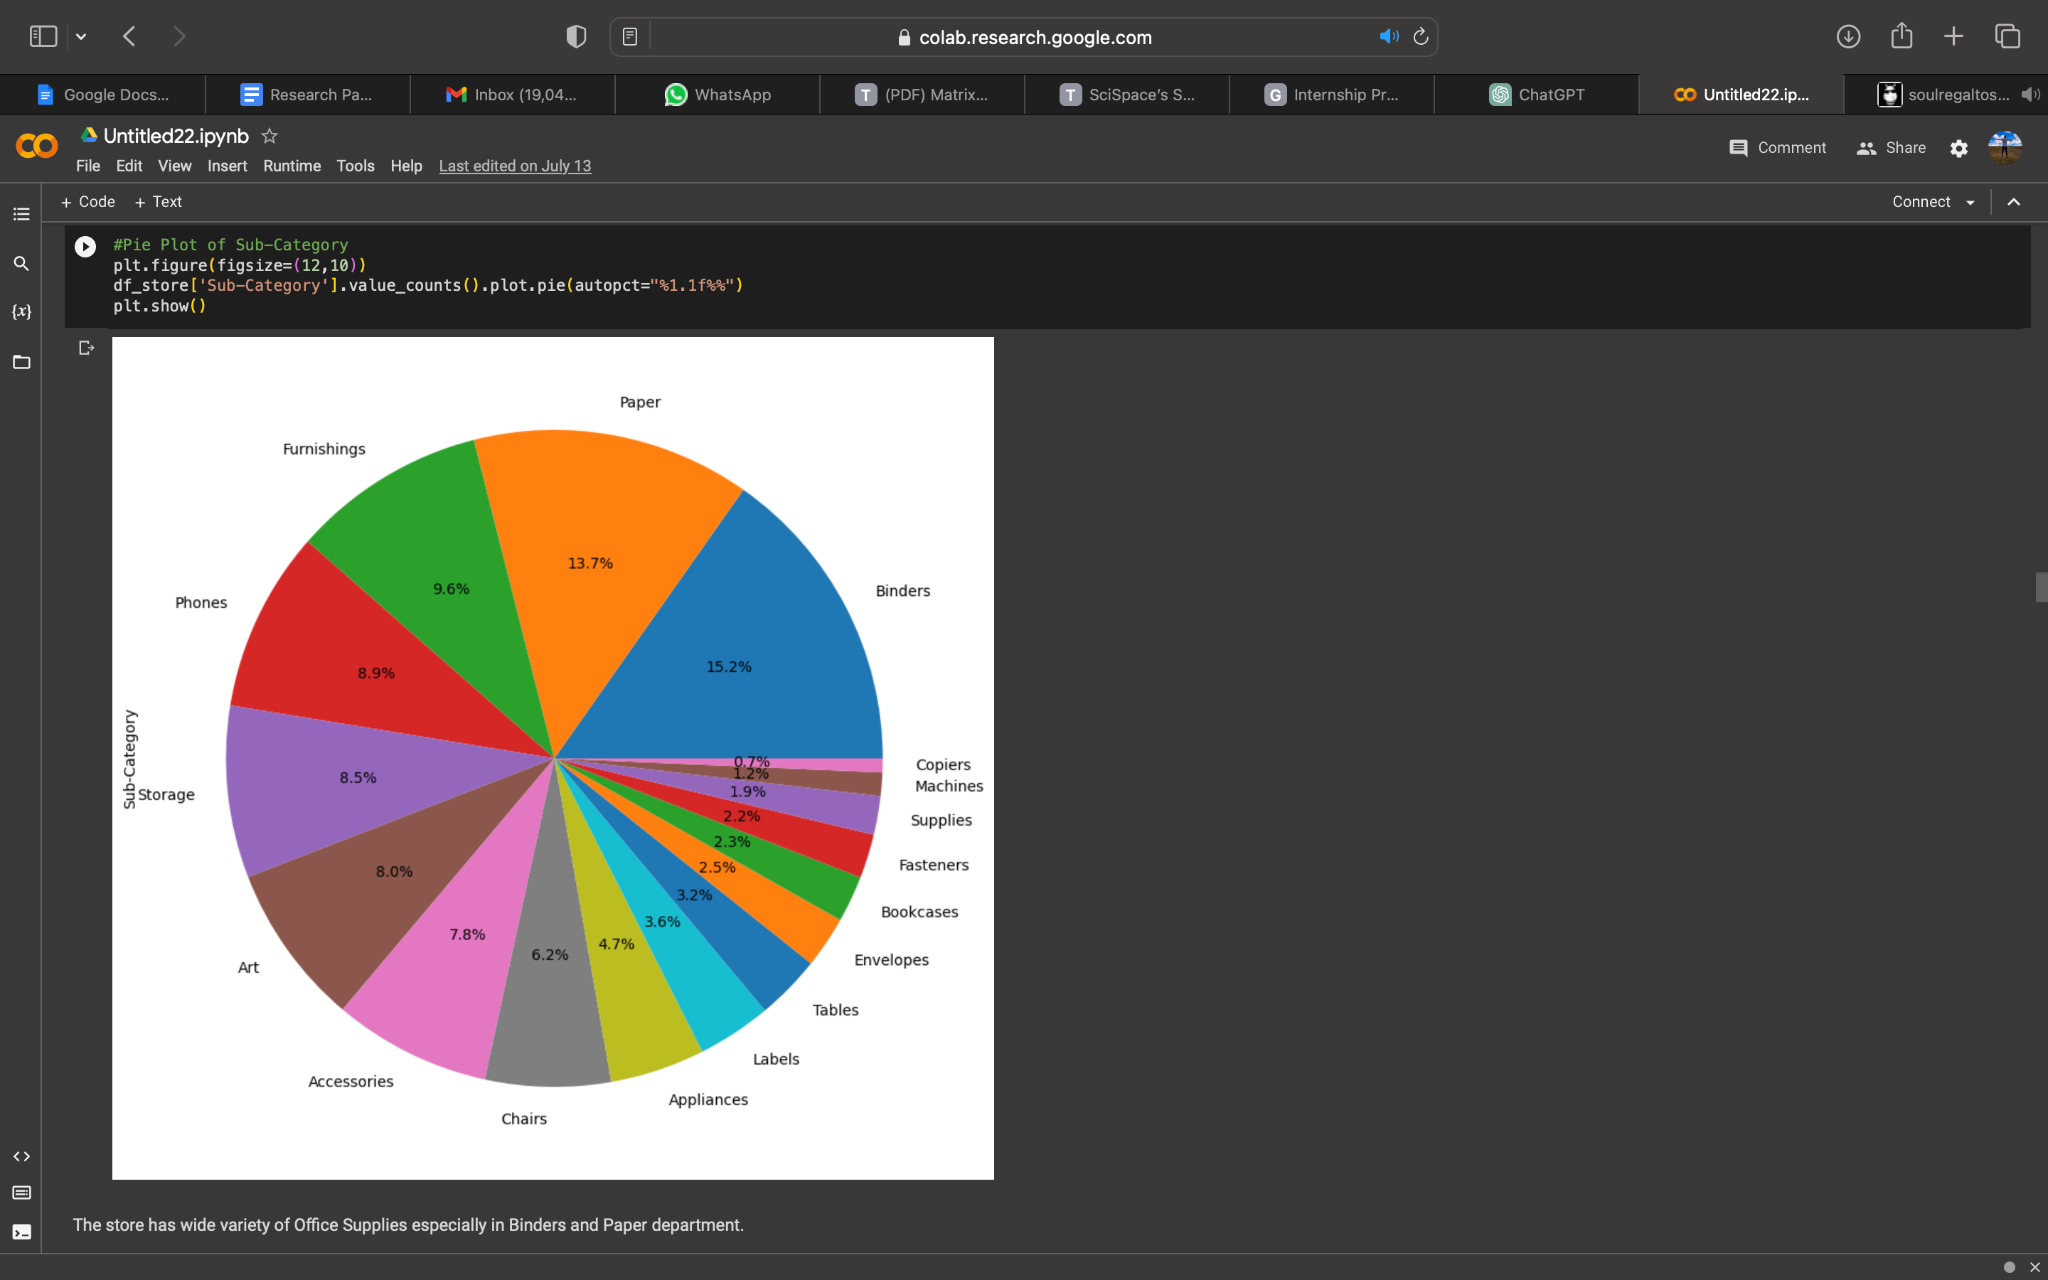 colab.research.google.com
Google Docs...
Research Pa...
Inbox (19,04...
WhatsApp
(PDF) Matrix...
SciSpace's S...
Internship Pr...
ChatGPT
Untitled22.ip...
soulregaltos...
Untitled22.ipynb
File Edit View Insert Runtime Tools Help Last edited on July 13
Comment
Share
+ Code + Text
Connect
#Pie Plot of Sub-Category
plt.figure(figsize=(12,10))
df_store['Sub-Category'].value_counts().plot.pie(autopct="%1.1f%%")
plt.show()
Paper
Furnishings
13.7%
9.6%
Binders
Phones
15.2%
8.9%
Sub-Category
Storage
8.5%
0.7%
Copiers
1.2%
Machines
1.9%
Supplies
2.2%
Fasteners
2.3%
Bookcases
2.5%
Envelopes
3.2%
Tables
3.6%
Labels
4.7%
Appliances
6.2%
Chairs
7.8%
Accessories
8.0%
Art
The store has wide variety of Office Supplies especially in Binders and Paper department.